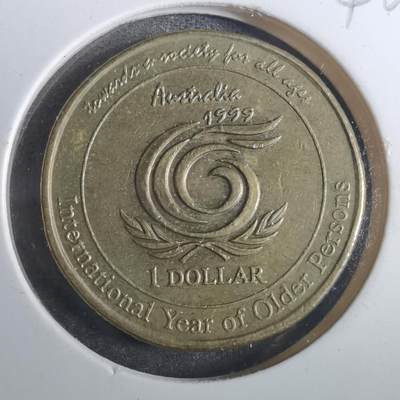 towards a society for all ages
Australia
1999
1 DOLLAR
International Year of Older Persons